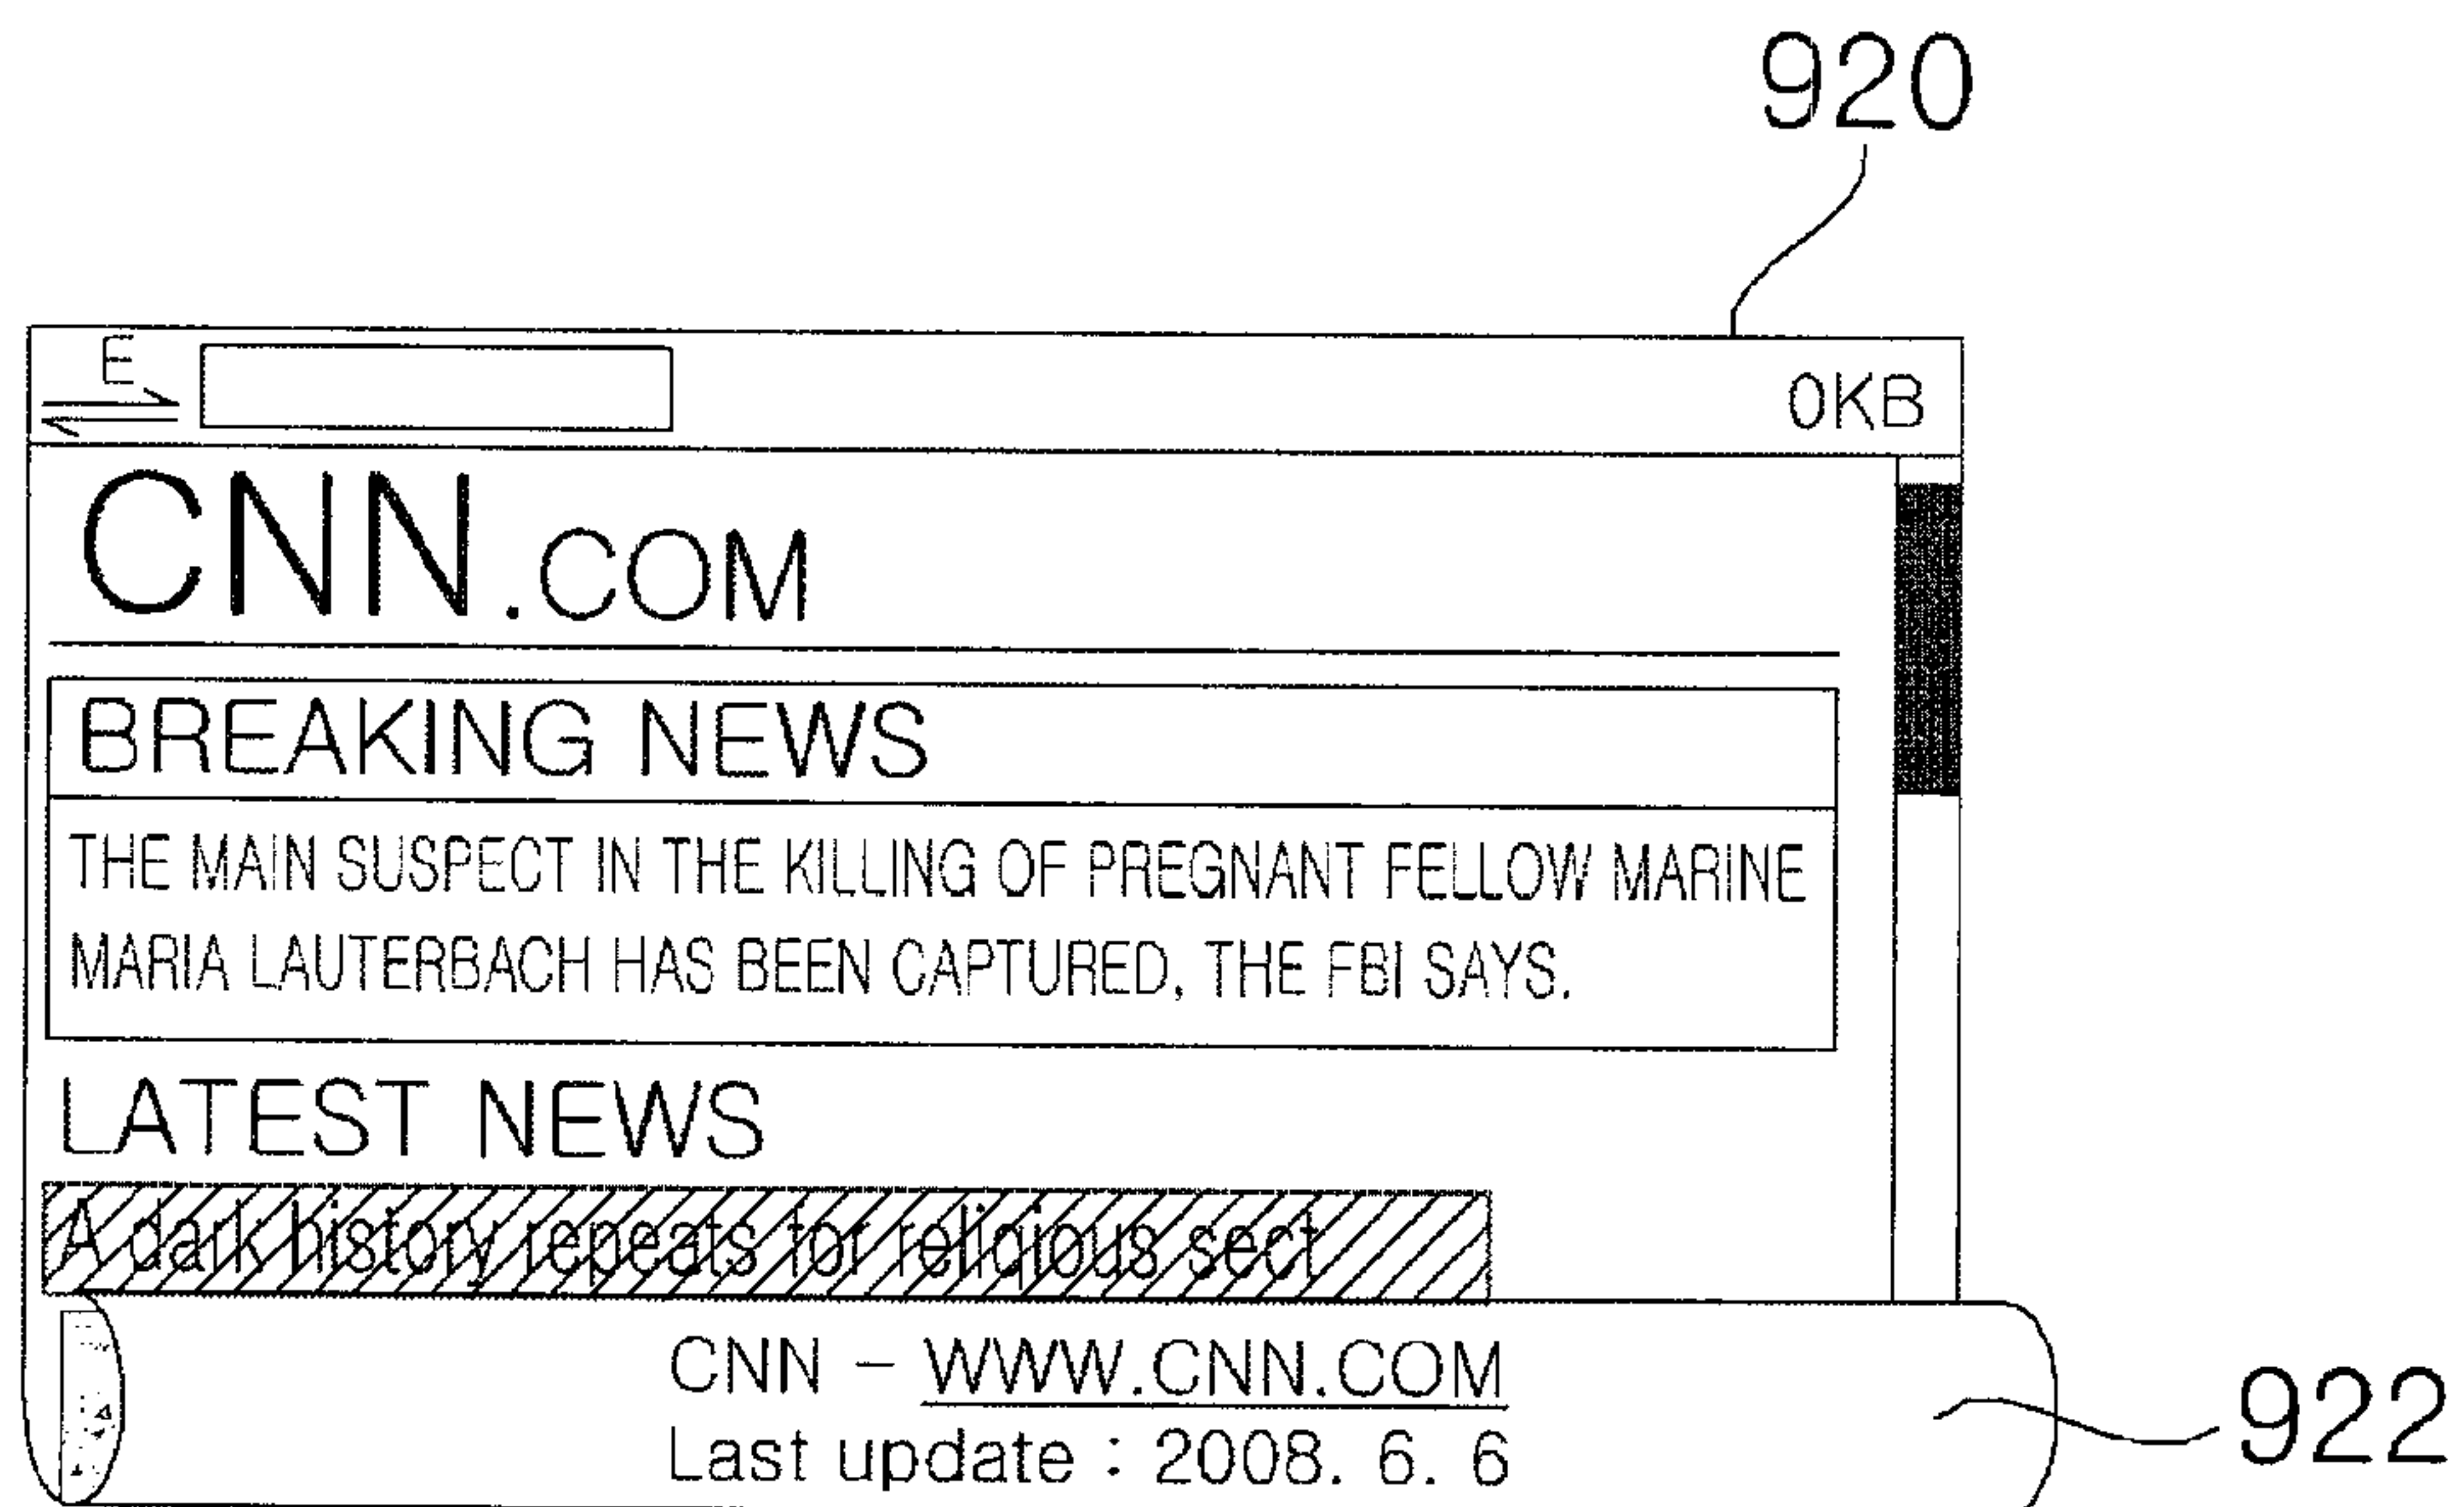 920
E
0KB
CNN.COM
BREAKING NEWS
THE MAIN SUSPECT IN THE KILLING OF PREGNANT FELLOW MARINE
MARIA LAUTERBACH HAS BEEN CAPTURED, THE FBI SAYS.
LATEST NEWS
A dark history repeats for religious sect
CNN - WWW.CNN.COM
922
Last update : 2008. 6. 6